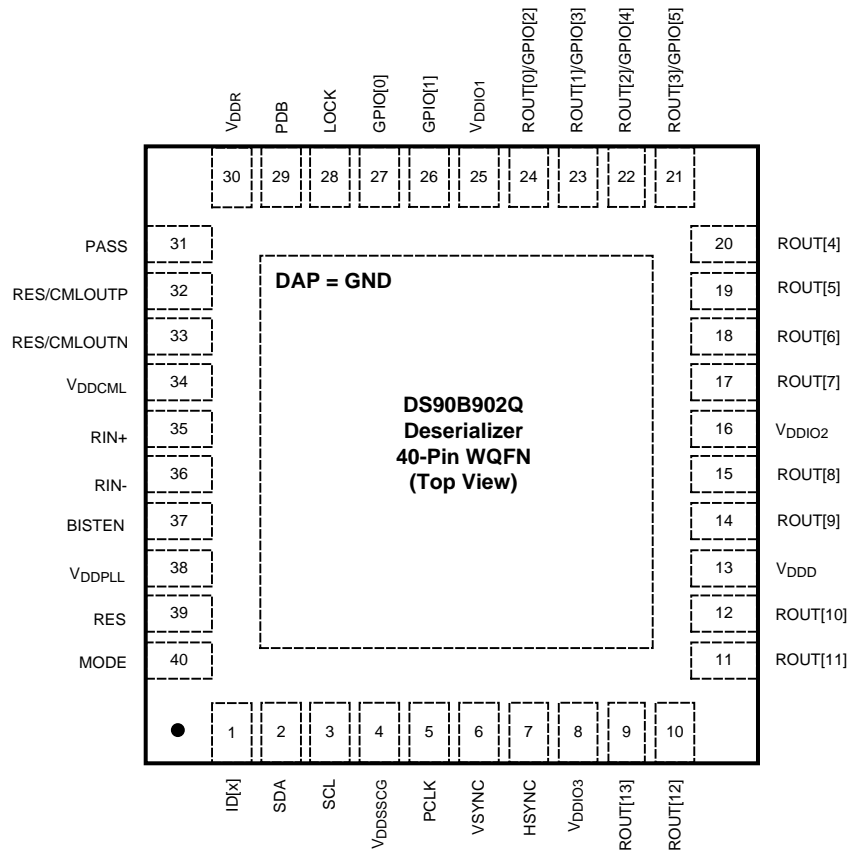 VDDR
PDB
LOCK
GPIO[0]
GPIO[1]
VDDIO1
ROUT[0]/GPIO[2]
ROUT[1]/GPIO[3]
ROUT[2]/GPIO[4]
ROUT[3]/GPIO[5]
30 29 28 27 26 25 24 23 22 21
PASS 31
RES/CMLOUTP 32
RES/CMLOUTN 33
VDDCML 34
RIN+ 35
RIN- 36
BISTEN 37
VDDPLL 38
RES 39
MODE 40
DAP = GND
DS90B902Q
Deserializer
40-Pin WQFN
(Top View)
20 ROUT[4]
19 ROUT[5]
18 ROUT[6]
17 ROUT[7]
16 VDDIO2
15 ROUT[8]
14 ROUT[9]
13 VDDD
12 ROUT[10]
11 ROUT[11]
1 2 3 4 5 6 7 8 9 10
ID[x]
SDA
SCL
VDDSSCG
PCLK
VSYNC
HSYNC
VDDIO3
ROUT[13]
ROUT[12]